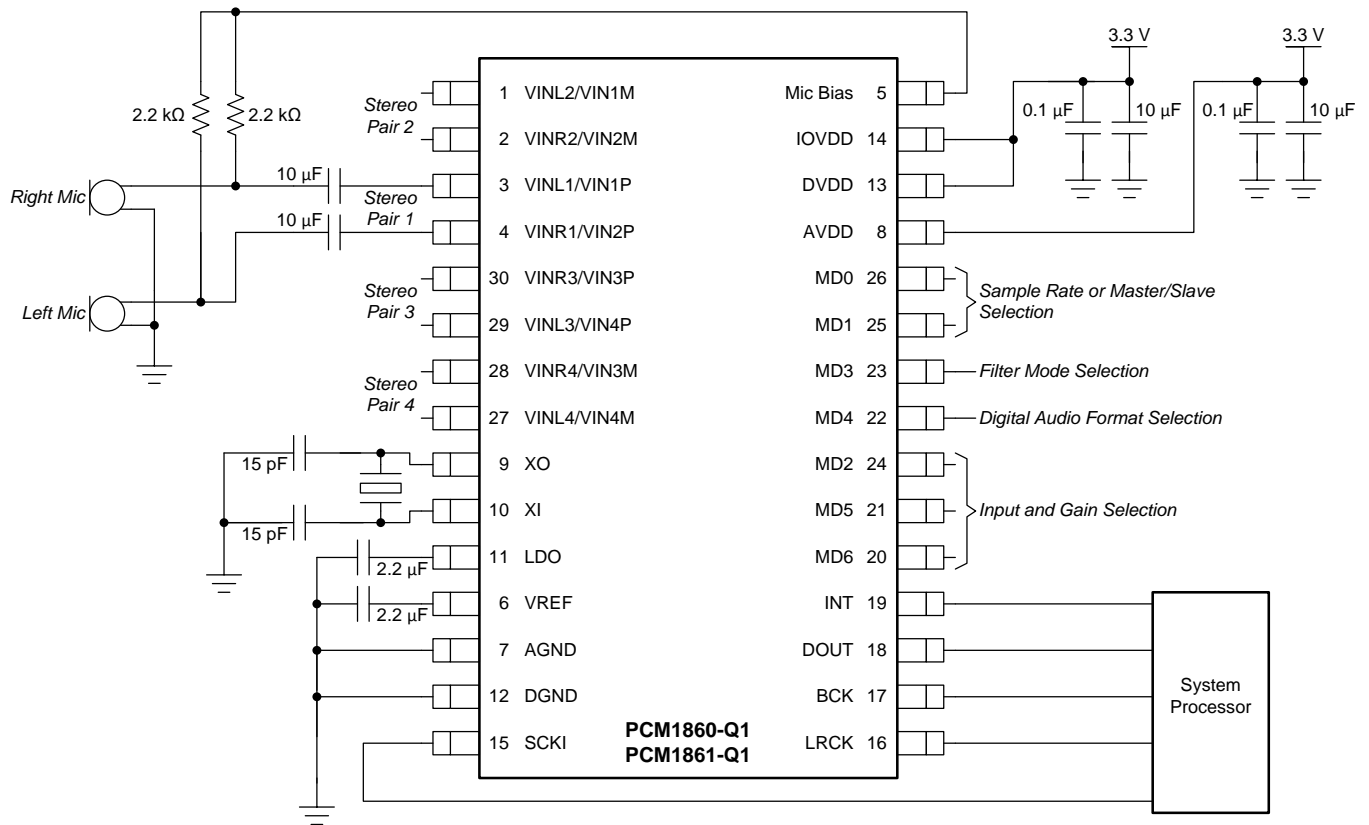 3.3 V
3.3 V
0.1 µF
10 µF
0.1 µF
10 µF
2.2 kΩ
2.2 kΩ
Right Mic
Left Mic
10 µF
10 µF
Stereo
Pair 2
Stereo
Pair 1
Stereo
Pair 3
Stereo
Pair 4
15 pF
15 pF
2.2 µF
2.2 µF
1 VINL2/VIN1M
2 VINR2/VIN2M
3 VINL1/VIN1P
4 VINR1/VIN2P
30 VINR3/VIN3P
29 VINL3/VIN4P
28 VINR4/VIN3M
27 VINL4/VIN4M
9 XO
10 XI
11 LDO
6 VREF
7 AGND
12 DGND
15 SCKI
Mic Bias 5
IOVDD 14
DVDD 13
AVDD 8
MD0 26
MD1 25
MD3 23
MD4 22
MD2 24
MD5 21
MD6 20
INT 19
DOUT 18
BCK 17
LRCK 16
PCM1860-Q1
PCM1861-Q1
Sample Rate or Master/Slave
Selection
Filter Mode Selection
Digital Audio Format Selection
Input and Gain Selection
System
Processor